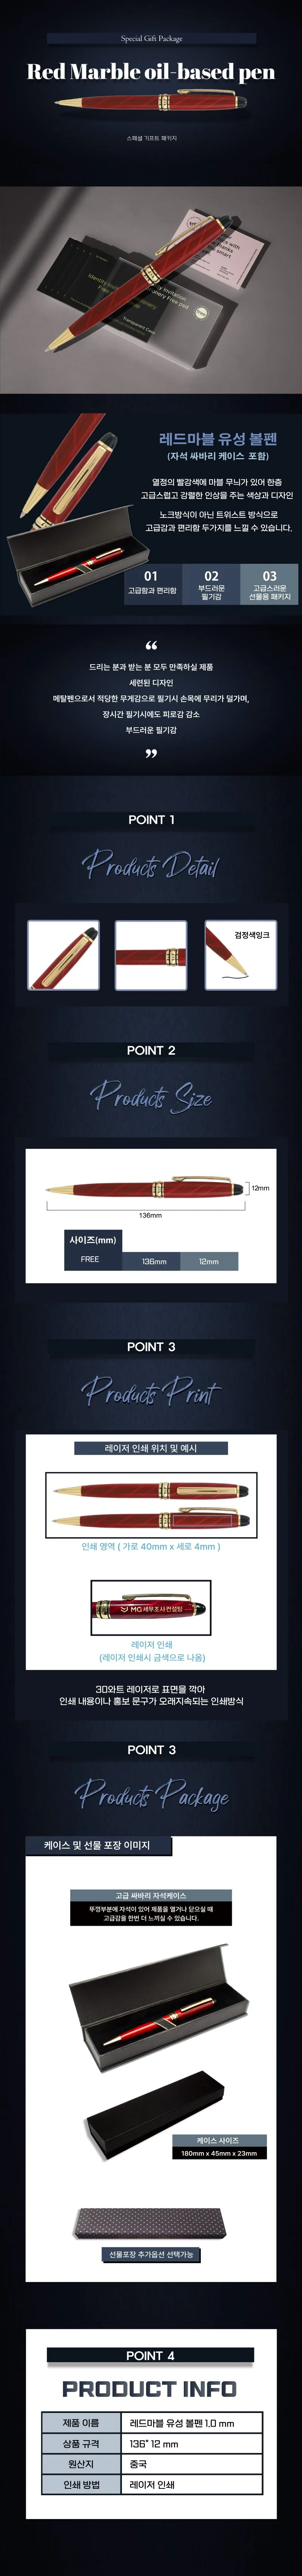 Special Gift Package
Red Marble oil-based pen
스페셜 기프트 패키지
Transparent Card
레드마블 유성 볼펜
(자석 싸바리 케이스 포함)
열정의 빨강색에 마블 무늬가 있어 한층
고급스럽고 강렬한 인상을 주는 색상과 디자인
노크방식이 아닌 트위스트 방식으로
고급감과 편리함 두가지를 느낄 수 있습니다.
01
고급함과 편리함
02
부드러운
필기감
03
고급스러운
선물용 패키지
“
드리는 분과 받는 분 모두 만족하실 제품
세련된 디자인
메탈펜으로서 적당한 무게감으로 필기시 손목에 무리가 덜가며,
장시간 필기시에도 피로감 감소
부드러운 필기감
”
POINT 1
Products Detail
검정색잉크
POINT 2
Products Size
12mm
136mm
사이즈(mm)
FREE 136mm 12mm
POINT 3
Products Print
레이저 인쇄 위치 및 예시
인쇄 영역 ( 가로 40mm x 세로 4mm )
MG세무조사컨설팅
레이저 인쇄
(레이저 인쇄시 금색으로 나옴)
30와트 레이저로 표면을 깍아
인쇄 내용이나 홍보 문구가 오래지속되는 인쇄방식
POINT 3
Products Package
케이스 및 선물 포장 이미지
고급 싸바리 자석케이스
뚜껑부분에 자석이 있어 제품을 열거나 닫으실 때
고급감을 한번 더 느끼실 수 있습니다.
케이스 사이즈
180mm x 45mm x 23mm
선물포장 추가옵션 선택가능
POINT 4
PRODUCT INFO
제품 이름 레드마블 유성 볼펜 1.0 mm
상품 규격 136* 12 mm
원산지 중국
인쇄 방법 레이저 인쇄